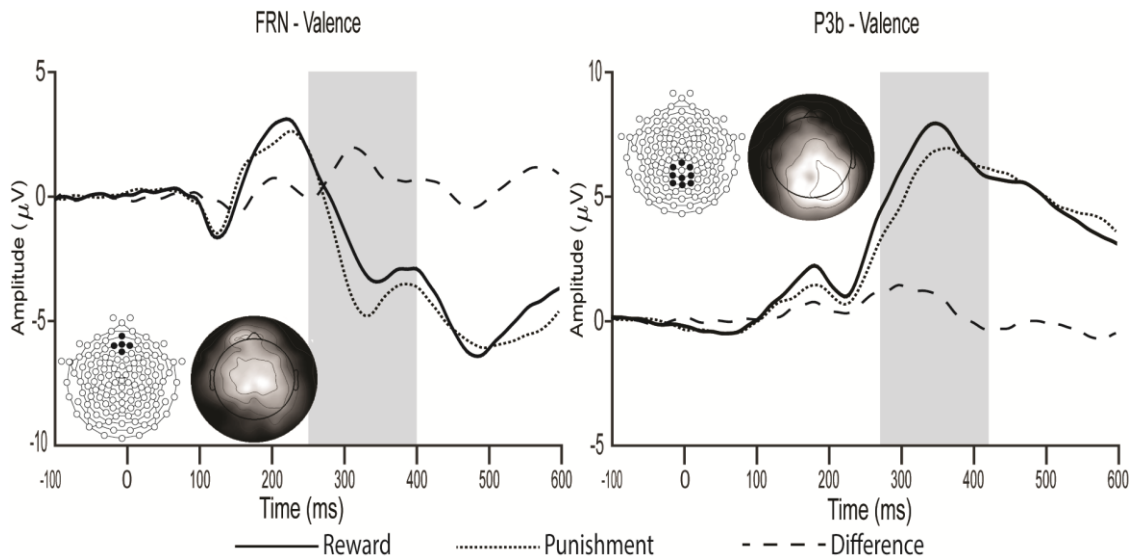 FRN - Valence
5
0
-5
-10
Amplitude (μV)
-100 0 100 200 300 400 500 600
Time (ms)
P3b - Valence
10
5
0
-5
Amplitude (μV)
-100 0 100 200 300 400 500 600
Time (ms)
Reward Punishment Difference